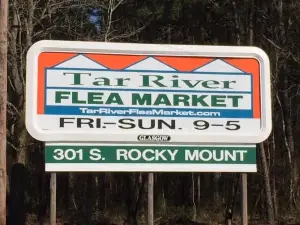 Tar River
FLEA MARKET
TarRiverFleaMarket.com
FRI.-SUN. 9-5
GLASGOW
301 S. ROCKY MOUNT